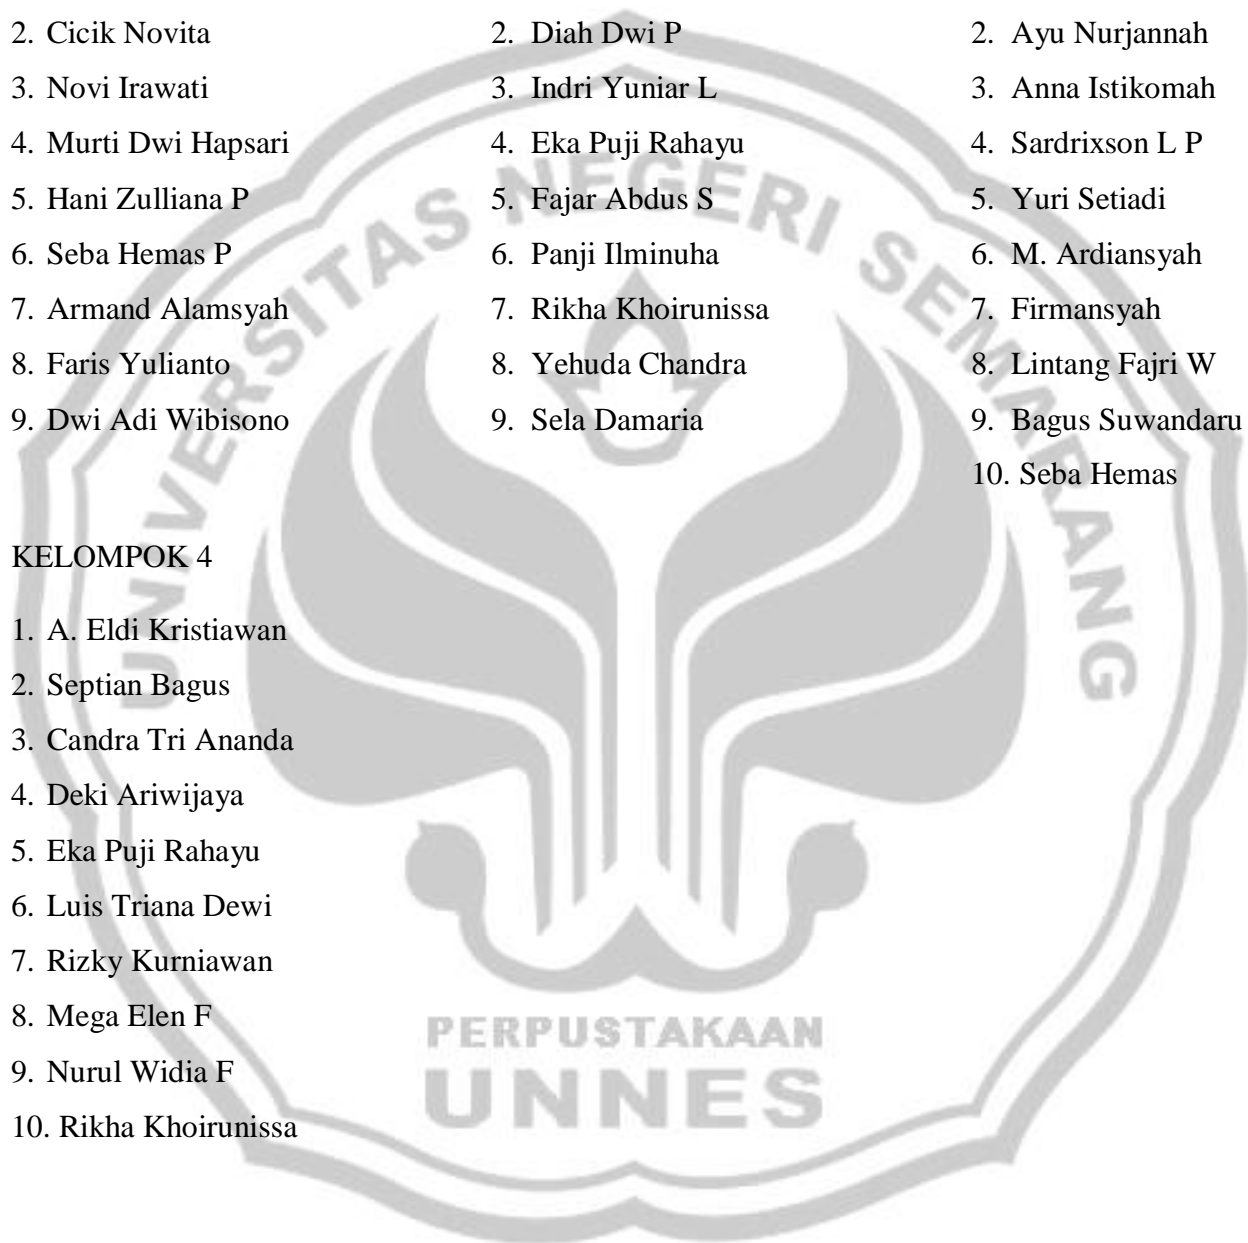 2. Cicik Novita
3. Novi Irawati
4. Murti Dwi Hapsari
5. Hani Zulliana P
6. Seba Hemas P
7. Armand Alamsyah
8. Faris Yulianto
9. Dwi Adi Wibisono
2. Diah Dwi P
3. Indri Yuniar L
4. Eka Puji Rahayu
5. Fajar Abdus S
6. Panji Ilminuha
7. Rikha Khoirunissa
8. Yehuda Chandra
9. Sela Damaria
2. Ayu Nurjannah
3. Anna Istikomah
4. Sardrixson L P
5. Yuri Setiadi
6. M. Ardiansyah
7. Firmansyah
8. Lintang Fajri W
9. Bagus Suwandaru
10. Seba Hemas
KELOMPOK 4
1. A. Eldi Kristiawan
2. Septian Bagus
3. Candra Tri Ananda
4. Deki Ariwijaya
5. Eka Puji Rahayu
6. Luis Triana Dewi
7. Rizky Kurniawan
8. Mega Elen F
9. Nurul Widia F
10. Rikha Khoirunissa
UNIVERSITAS NEGERI SEMARANG
PERPUSTAKAAN
UNNES